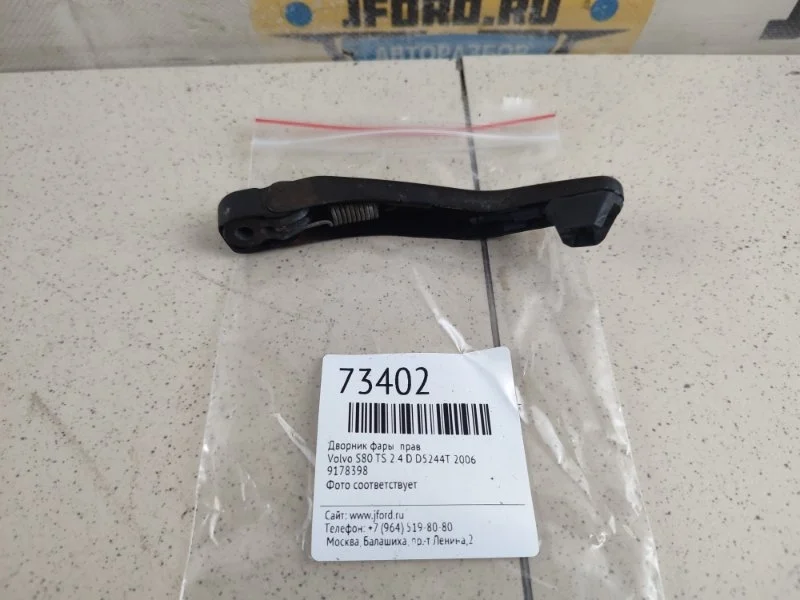 JFORD.RU
АВТОРАЗБОР
73402
Дворник фары прав
Volvo S80 TS 2.4 D D5244T 2006
9178398
Фото соответствует
Сайт: www.jford.ru
Телефон: +7 (964) 519-80-80
Москва, Балашиха, пр-т Ленина,2